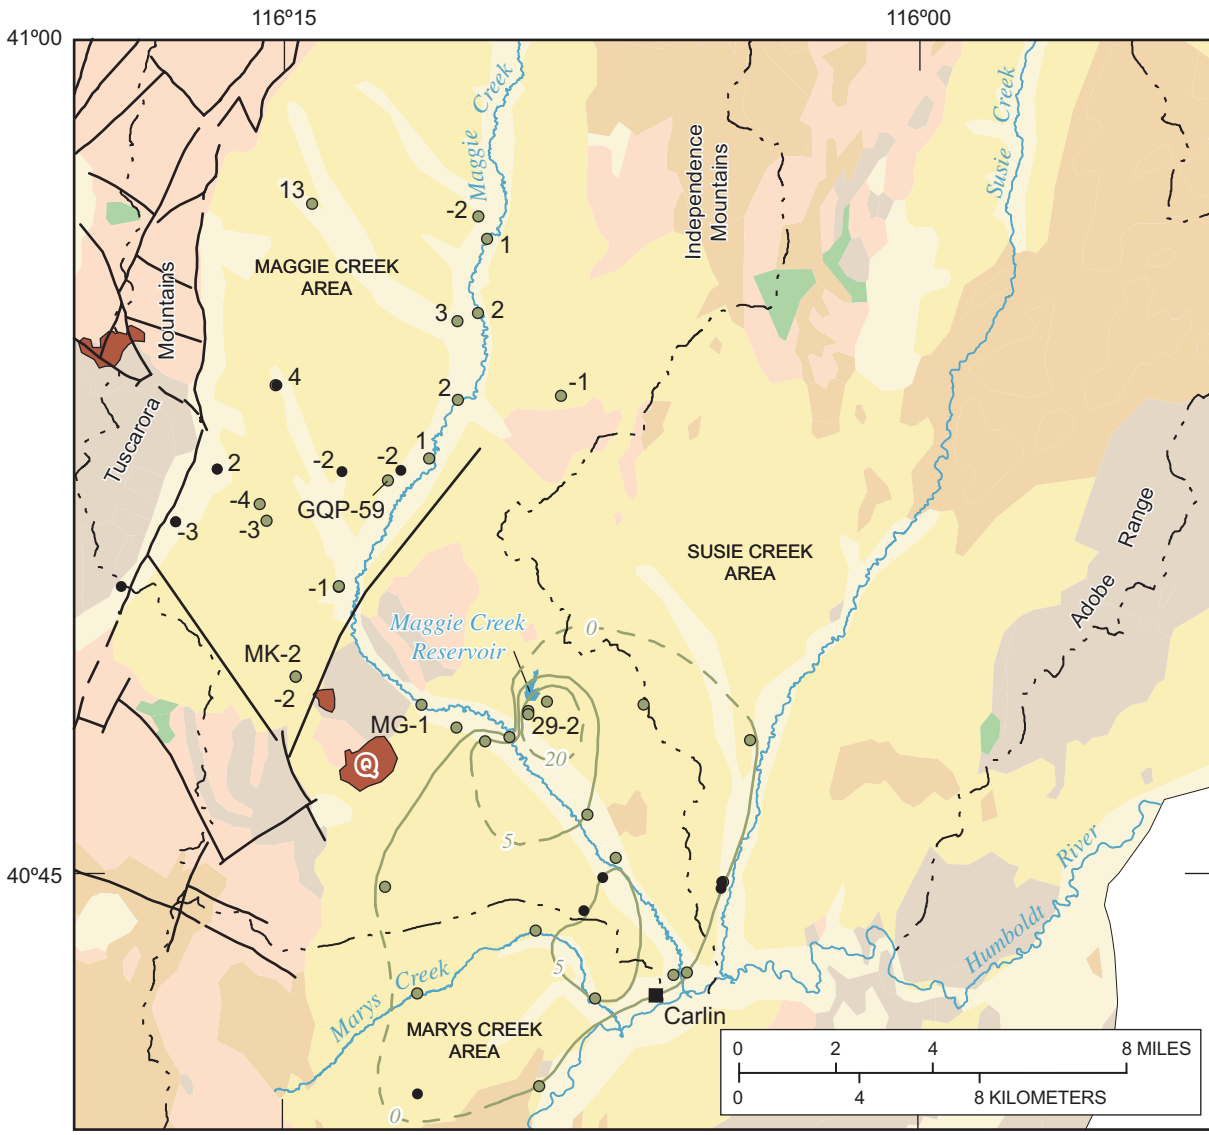 116º15
116º00
41º00
Maggie Creek
Susie Creek
Independence
Mountains
13
-2
1
MAGGIE CREEK
AREA
Mountains
3
2
4
2
-1
Tuscarora
2
-2
-2
1
-4
GQP-59
-3
-3
SUSIE CREEK
AREA
Adobe Range
-1
Maggie Creek
Reservoir
0
MK-2
-2
MG-1
29-2
Q
20
5
40º45
Humboldt River
5
Marys Creek
Carlin
MARYS CREEK
AREA
0
0 2 4 8 MILES
0 4 8 KILOMETERS